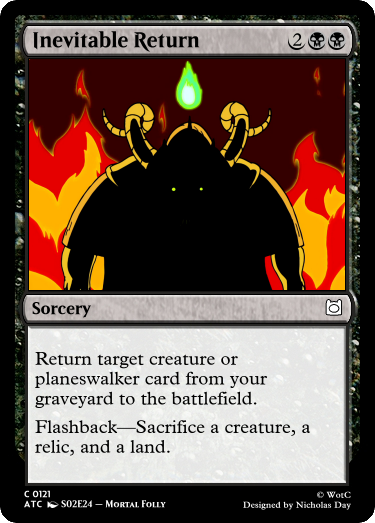 Inevitable Return 2
Sorcery
Return target creature or
planeswalker card from your
graveyard to the battlefield.
Flashback—Sacrifice a creature, a
relic, and a land.
C 0121 © WotC
ATC S02E24 – Mortal Folly Designed by Nicholas Day